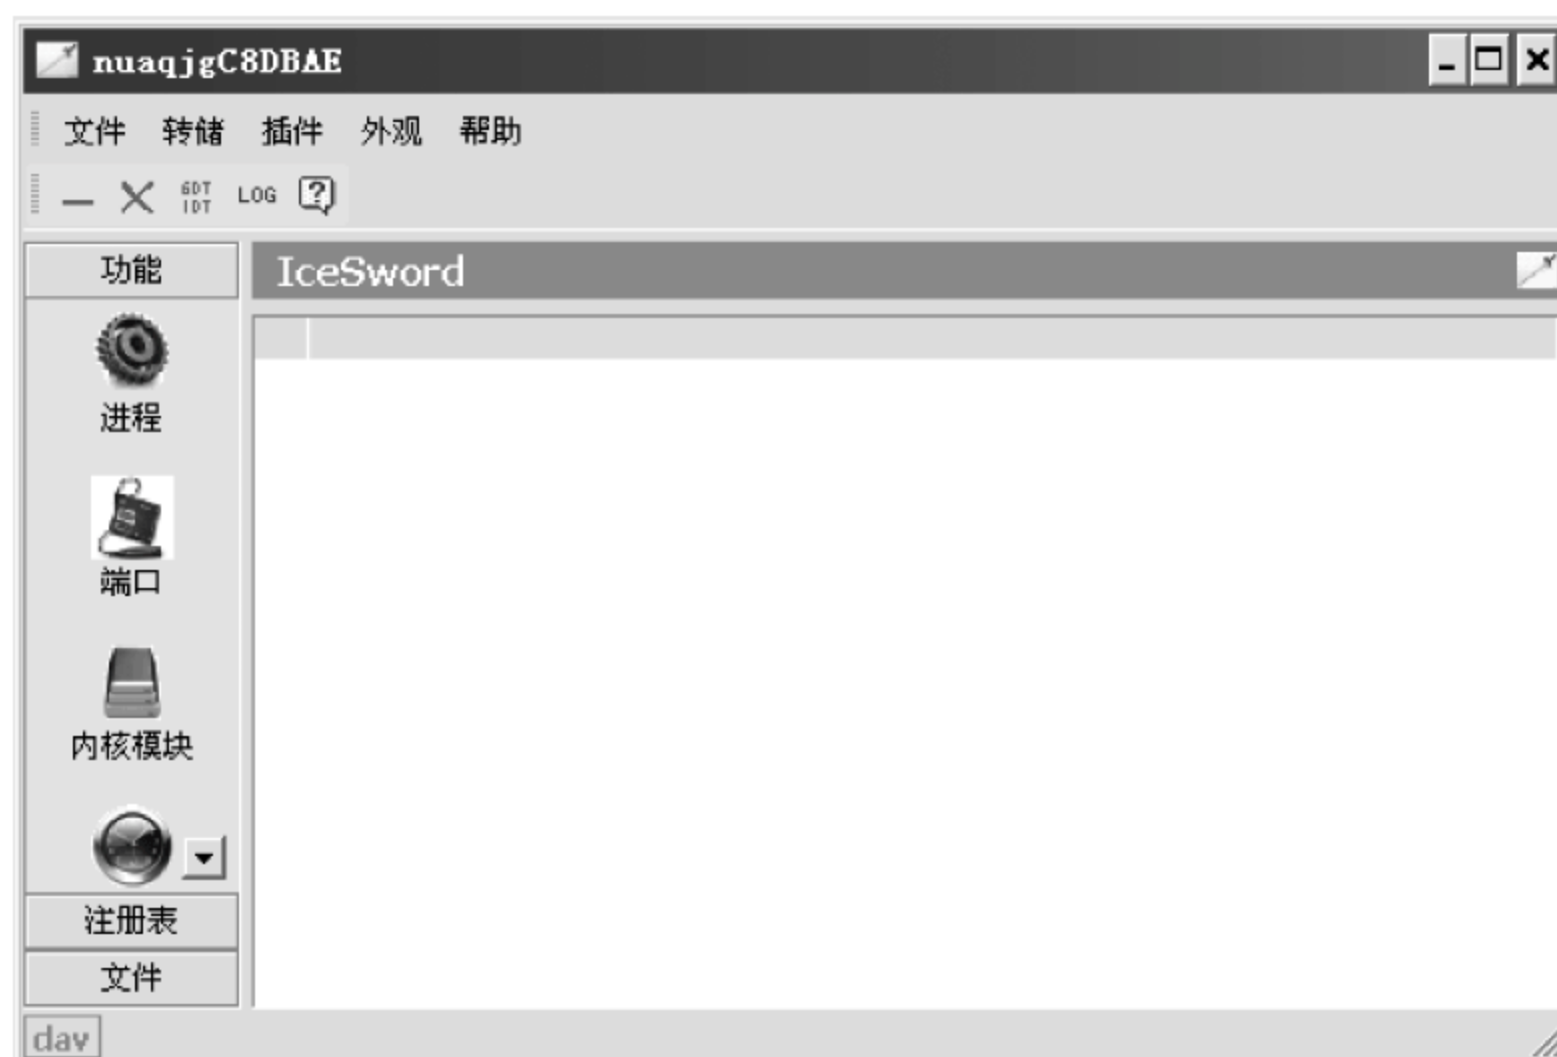 nuaqjgC8DBAE
文件 转储 插件 外观 帮助
GDT
IDT
LOG
功能
IceSword
进程
端口
内核模块
注册表
文件
dav